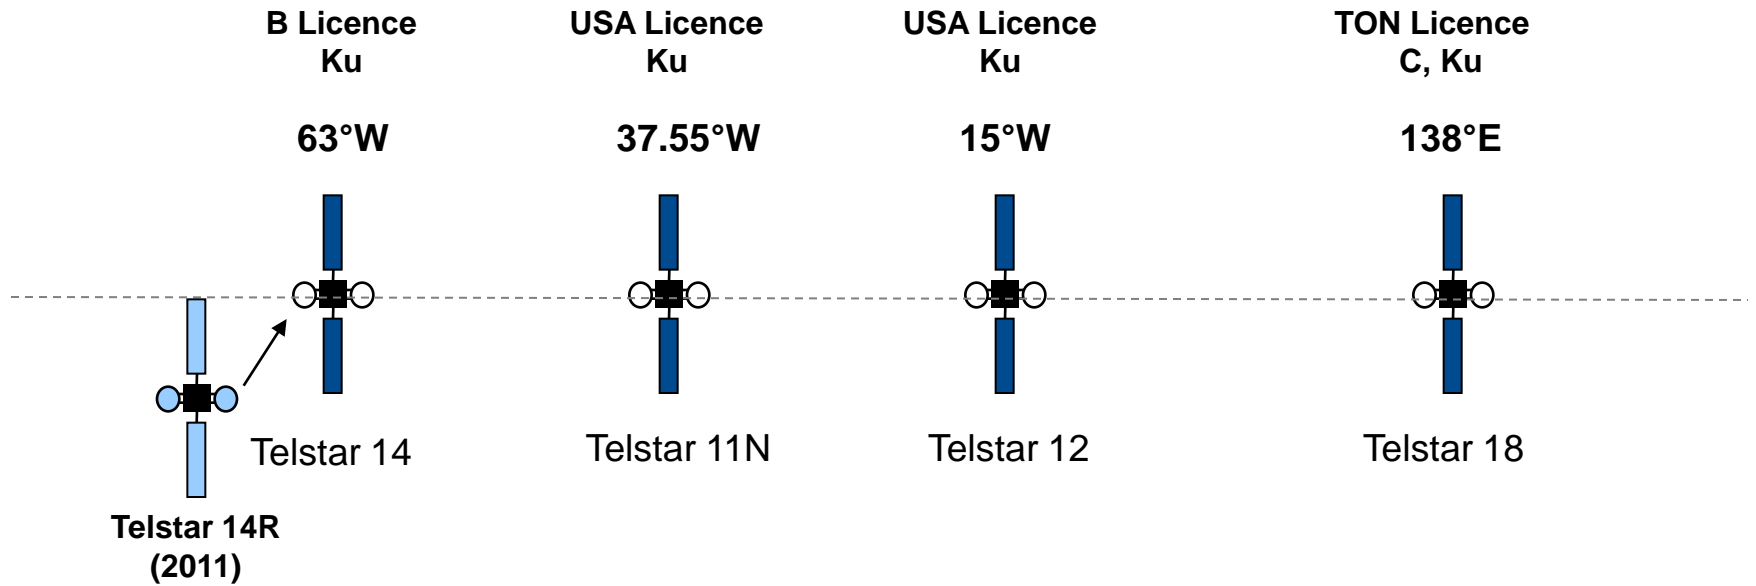 B Licence
Ku
63°W
USA Licence
Ku
37.55°W
USA Licence
Ku
15°W
TON Licence
C, Ku
138°E
Telstar 14
Telstar 11N
Telstar 12
Telstar 18
Telstar 14R
(2011)